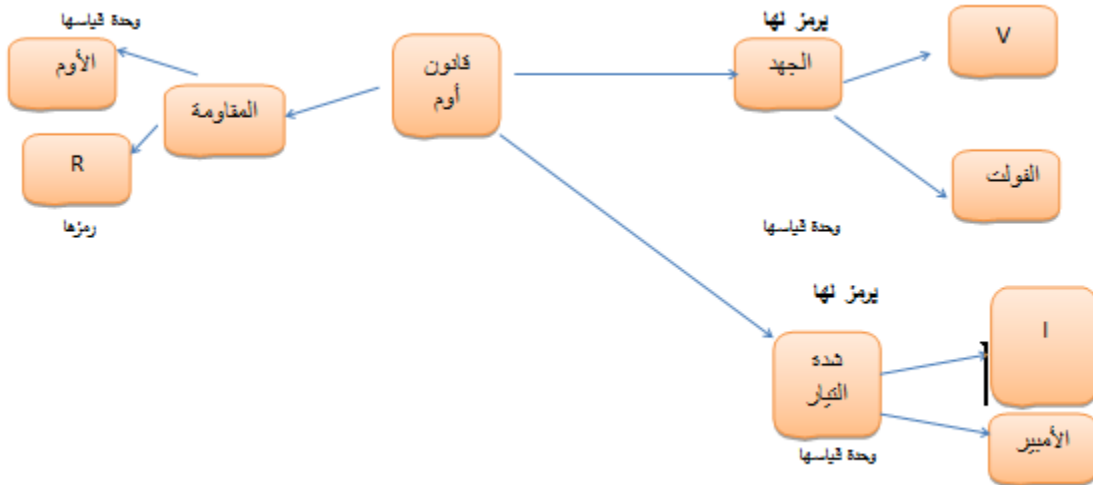 قانون
أوم
يرمز لها
الجهد
V
الفولت
وحدة قياسها
يرمز لها
شدة
التيار
I
الأمبير
وحدة قياسها
المقاومة
وحدة قياسها
الأوم
R
رمزها